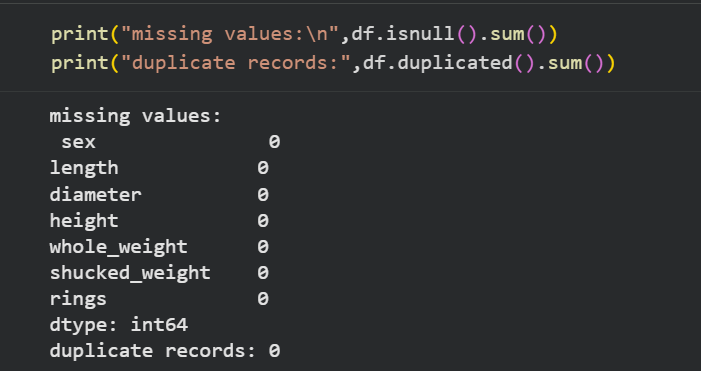 print("missing values:\n",df.isnull().sum())
print("duplicate records:",df.duplicated().sum())
missing values:
 sex               0
length            0
diameter          0
height            0
whole_weight      0
shucked_weight    0
rings             0
dtype: int64
duplicate records: 0